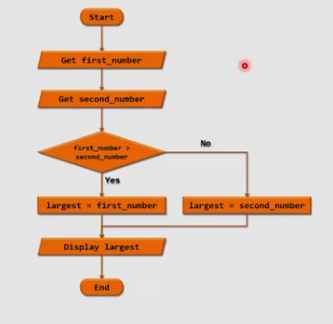 Start
Get first_number
Get second_number
first_number >
second_number
No
Yes
largest = first_number
largest = second_number
Display largest
End